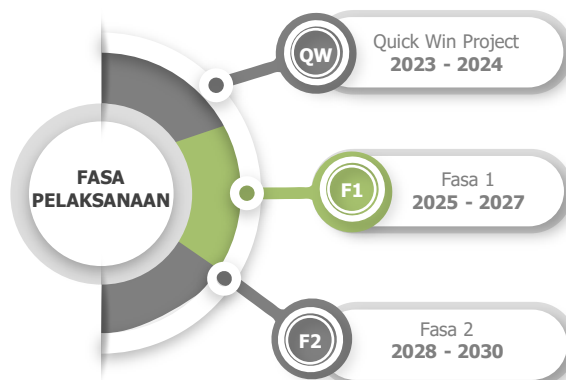 QW
Quick Win Project
2023 - 2024
FASA
PELAKSANAAN
F1
Fasa 1
2025 - 2027
F2
Fasa 2
2028 - 2030